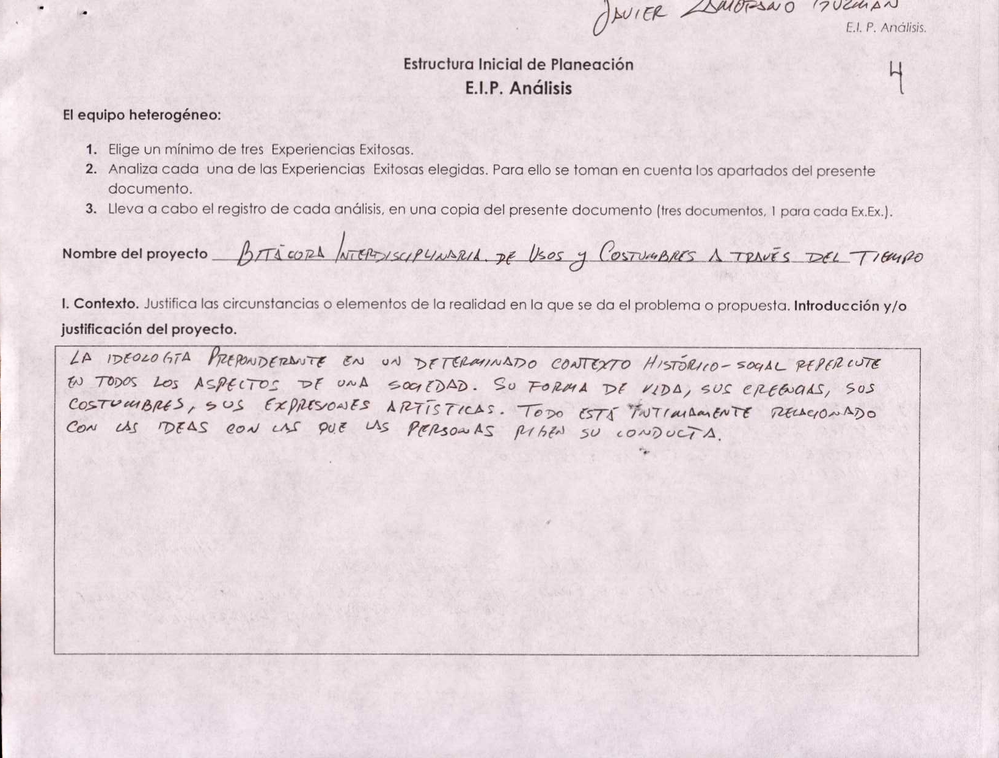 JAVIER ZAMORANO GUZMAN
E.I. P. Análisis.
Estructura Inicial de Planeación
E.I.P. Análisis
4
El equipo heterogéneo:
1. Elige un mínimo de tres Experiencias Exitosas.
2. Analiza cada una de las Experiencias Exitosas elegidas. Para ello se toman en cuenta los apartados del presente
documento.
3. Lleva a cabo el registro de cada análisis, en una copia del presente documento (tres documentos, 1 para cada Ex.Ex.).
Nombre del proyecto BITÁCORA INTERDISCIPLINARIA. DE USOS y COSTUMBRES A TRAVÉS DEL TIEMPO
I. Contexto. Justifica las circunstancias o elementos de la realidad en la que se da el problema o propuesta. Introducción y/o
justificación del proyecto.
LA IDEOLOGÍA PREPONDERANTE EN UN DETERMINADO CONTEXTO HISTÓRICO-SOCIAL REPERCUTE
EN TODOS LOS ASPECTOS DE UNA SOCIEDAD. SU FORMA DE VIDA, SUS CREENCIAS, SUS
COSTUMBRES, SUS EXPRESIONES ARTÍSTICAS. TODO ESTÁ INTIMAMENTE RELACIONADO
CON LAS IDEAS CON LAS QUE LAS PERSONAS RIGEN SU CONDUCTA.